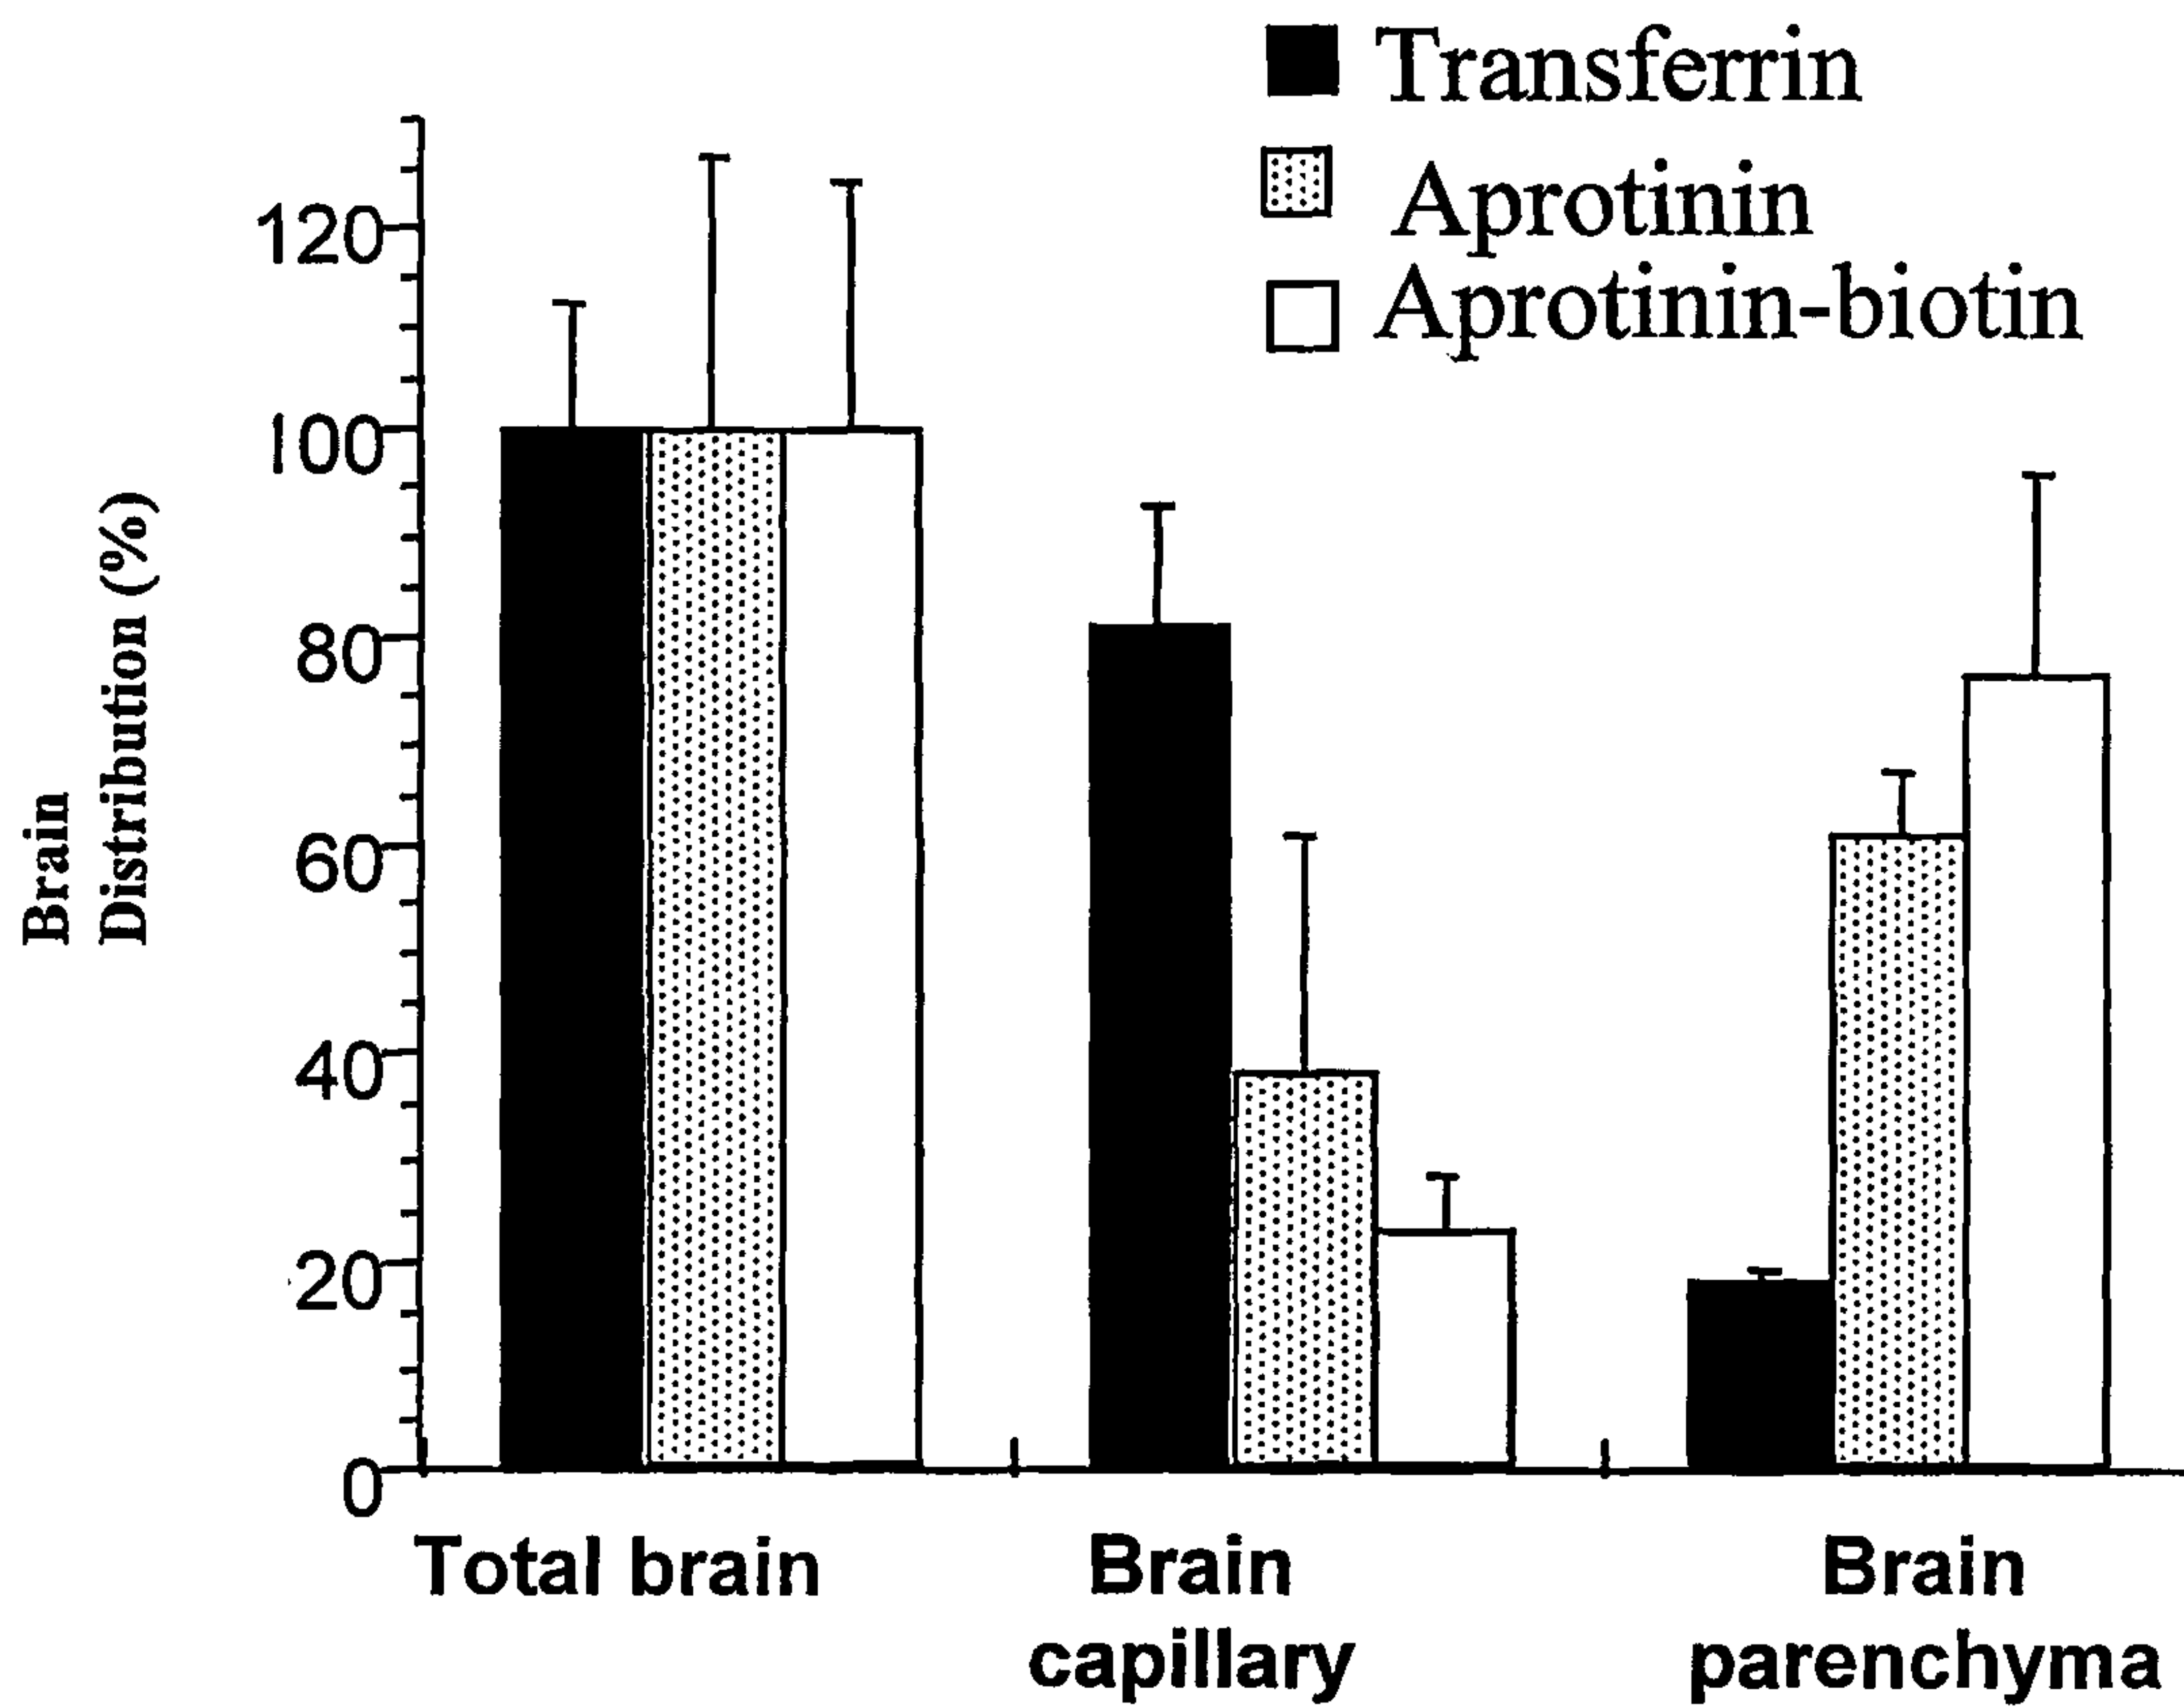 Transferrin
Aprotinin
Aprotinin-biotin
120
100
80
60
40
20
0
Brain
Distribution (%)
Total brain
Brain
capillary
Brain
parenchyma